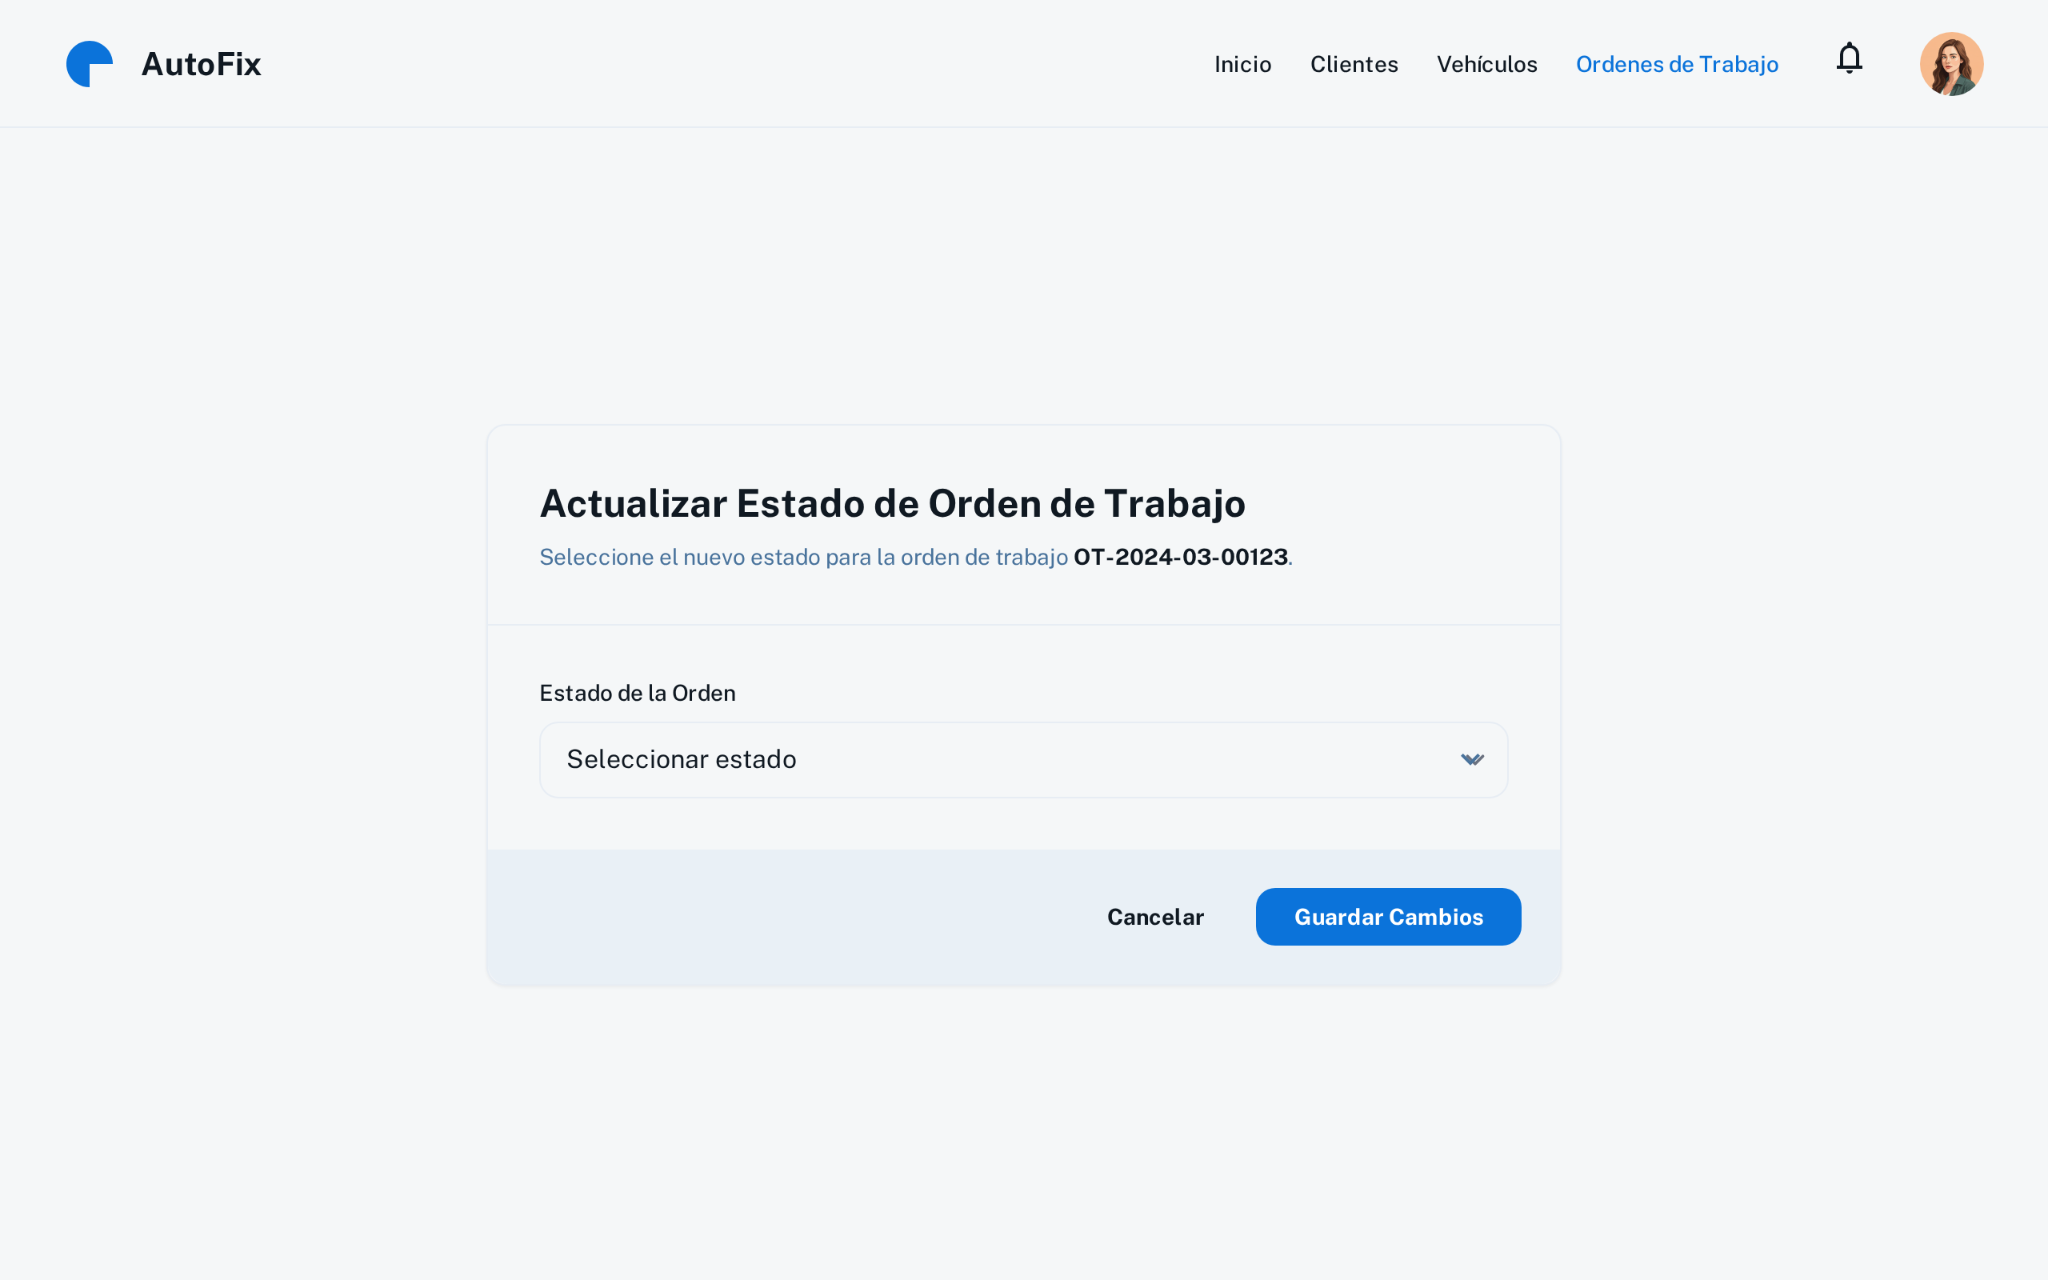 AutoFix
Inicio
Clientes
Vehículos
Ordenes de Trabajo
Actualizar Estado de Orden de Trabajo
Seleccione el nuevo estado para la orden de trabajo OT-2024-03-00123.
Estado de la Orden
Seleccionar estado
Cancelar
Guardar Cambios